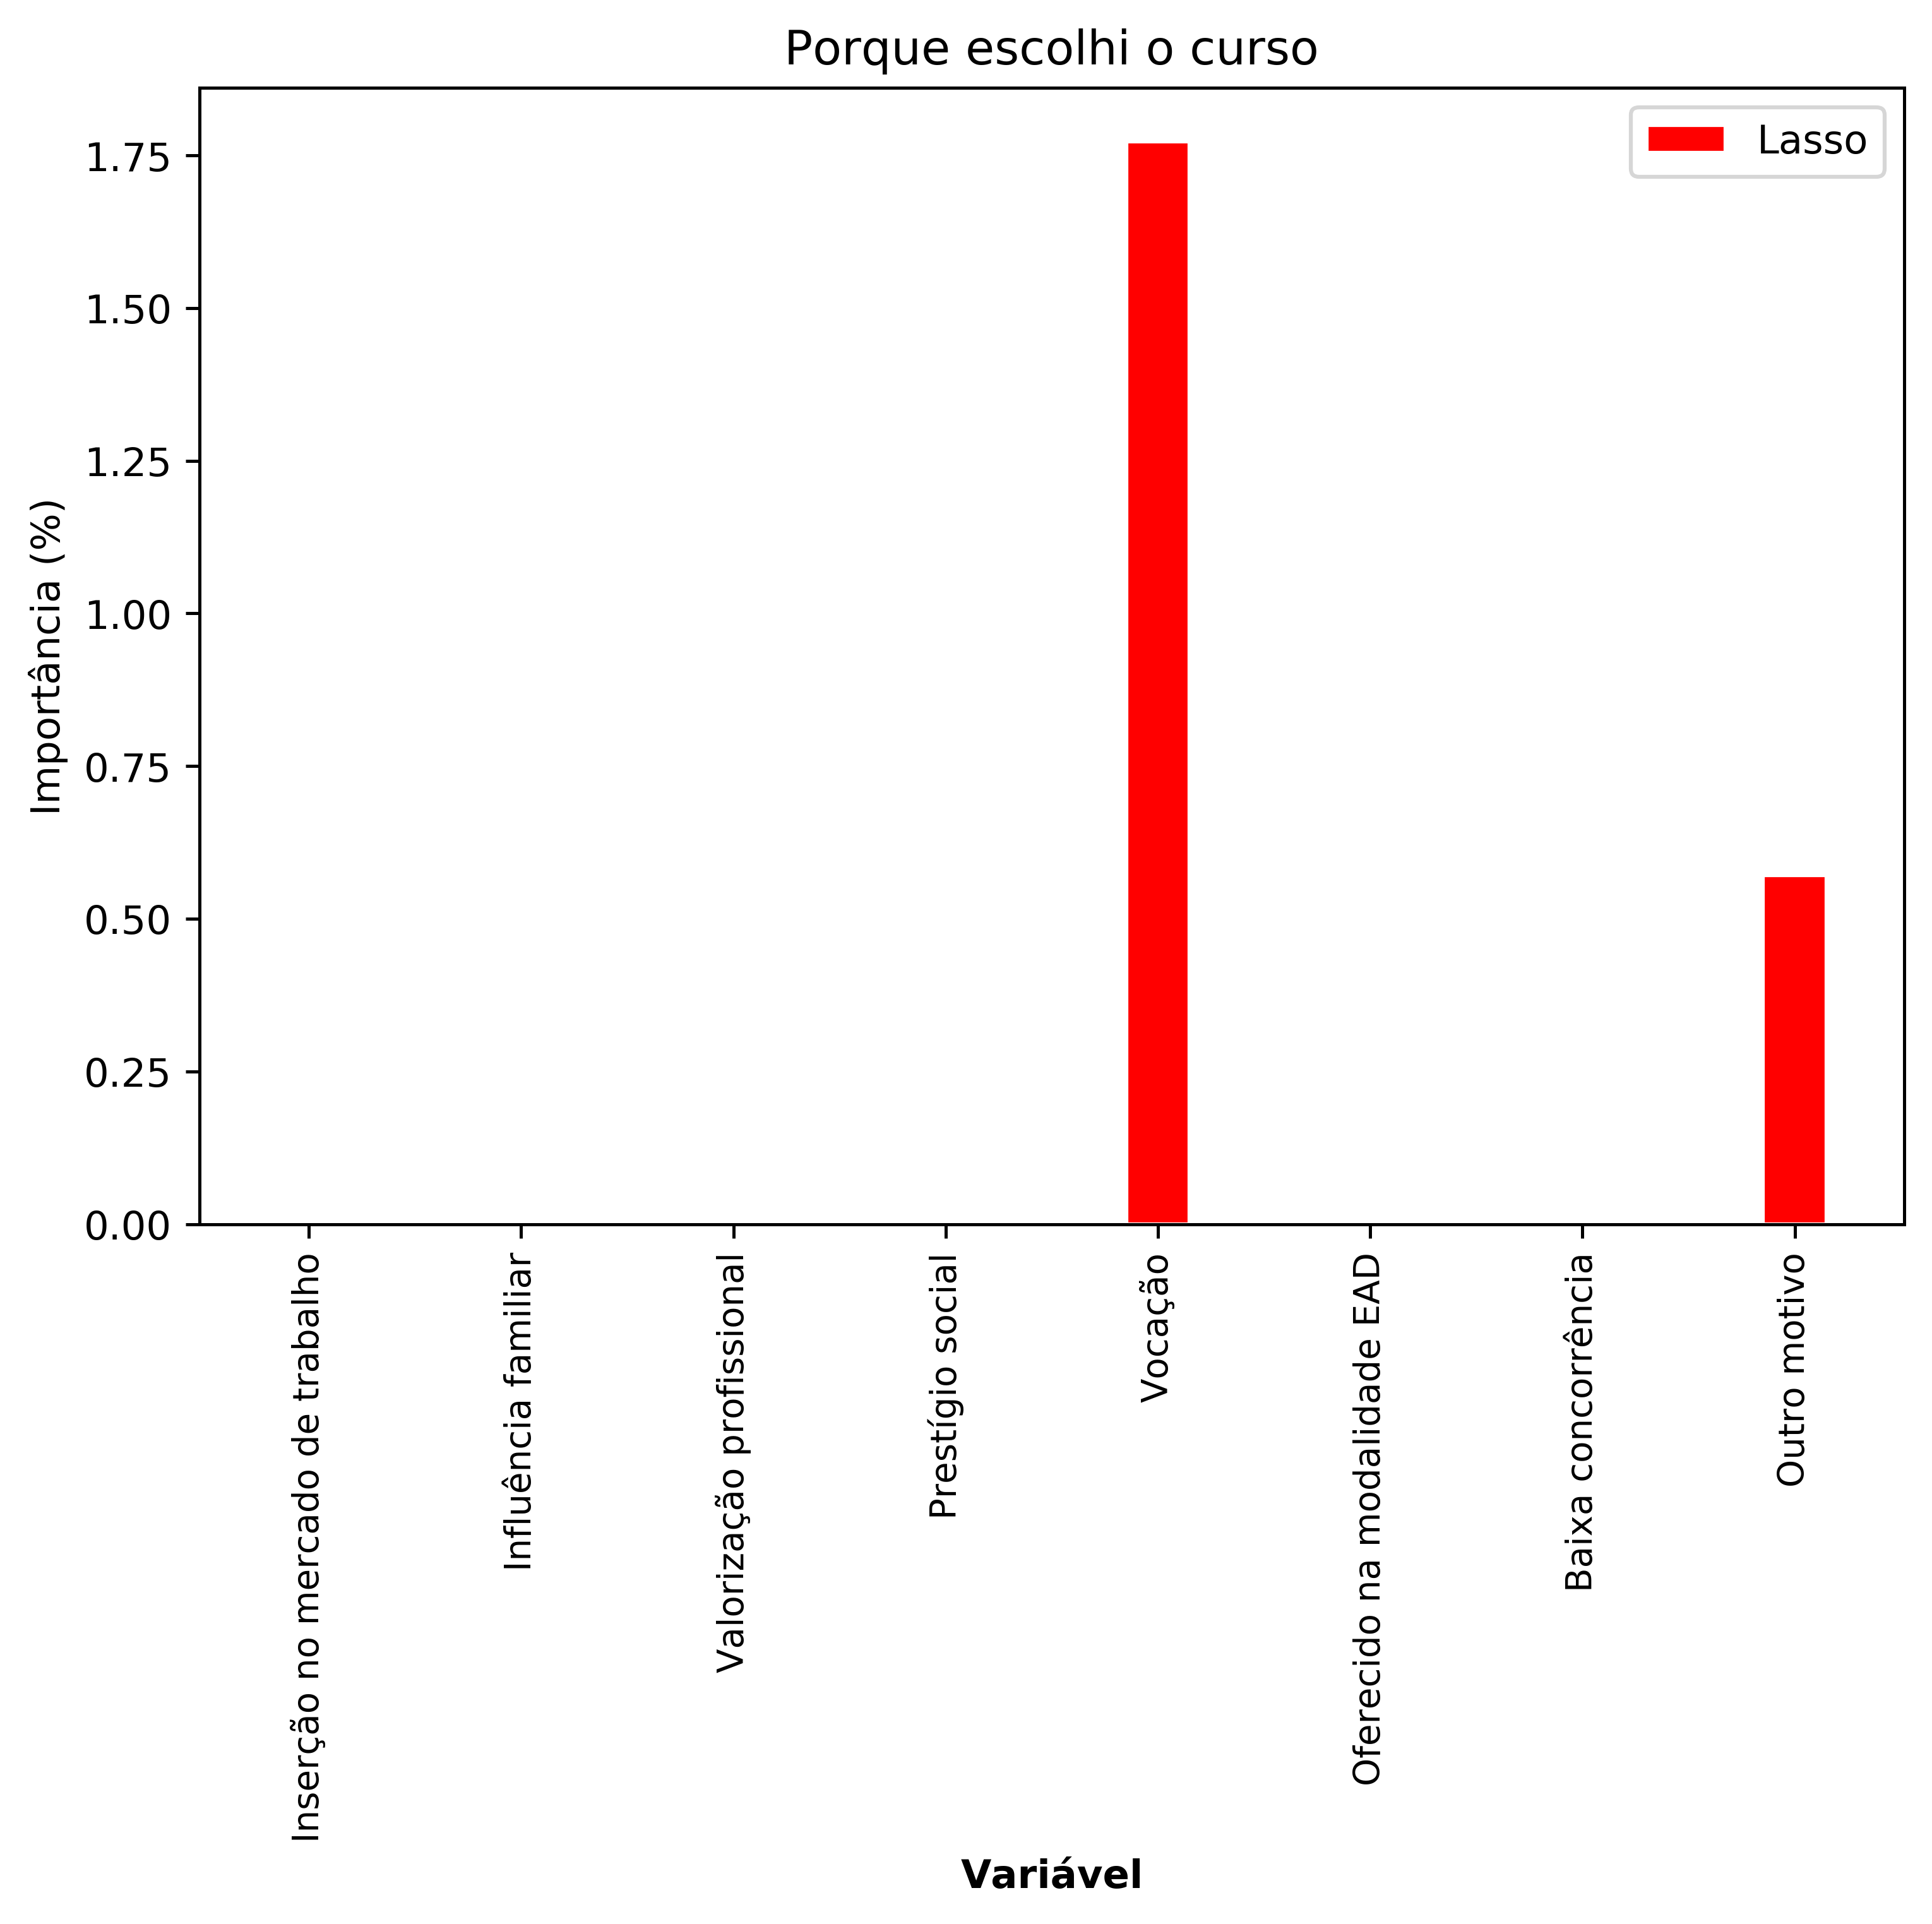 Porque escolhi o curso
Lasso
Importância (%)
1.75
1.50
1.25
1.00
0.75
0.50
0.25
0.00
Inserção no mercado de trabalho
Influência familiar
Valorização profissional
Prestígio social
Vocação
Oferecido na modalidade EAD
Baixa concorrência
Outro motivo
Variável